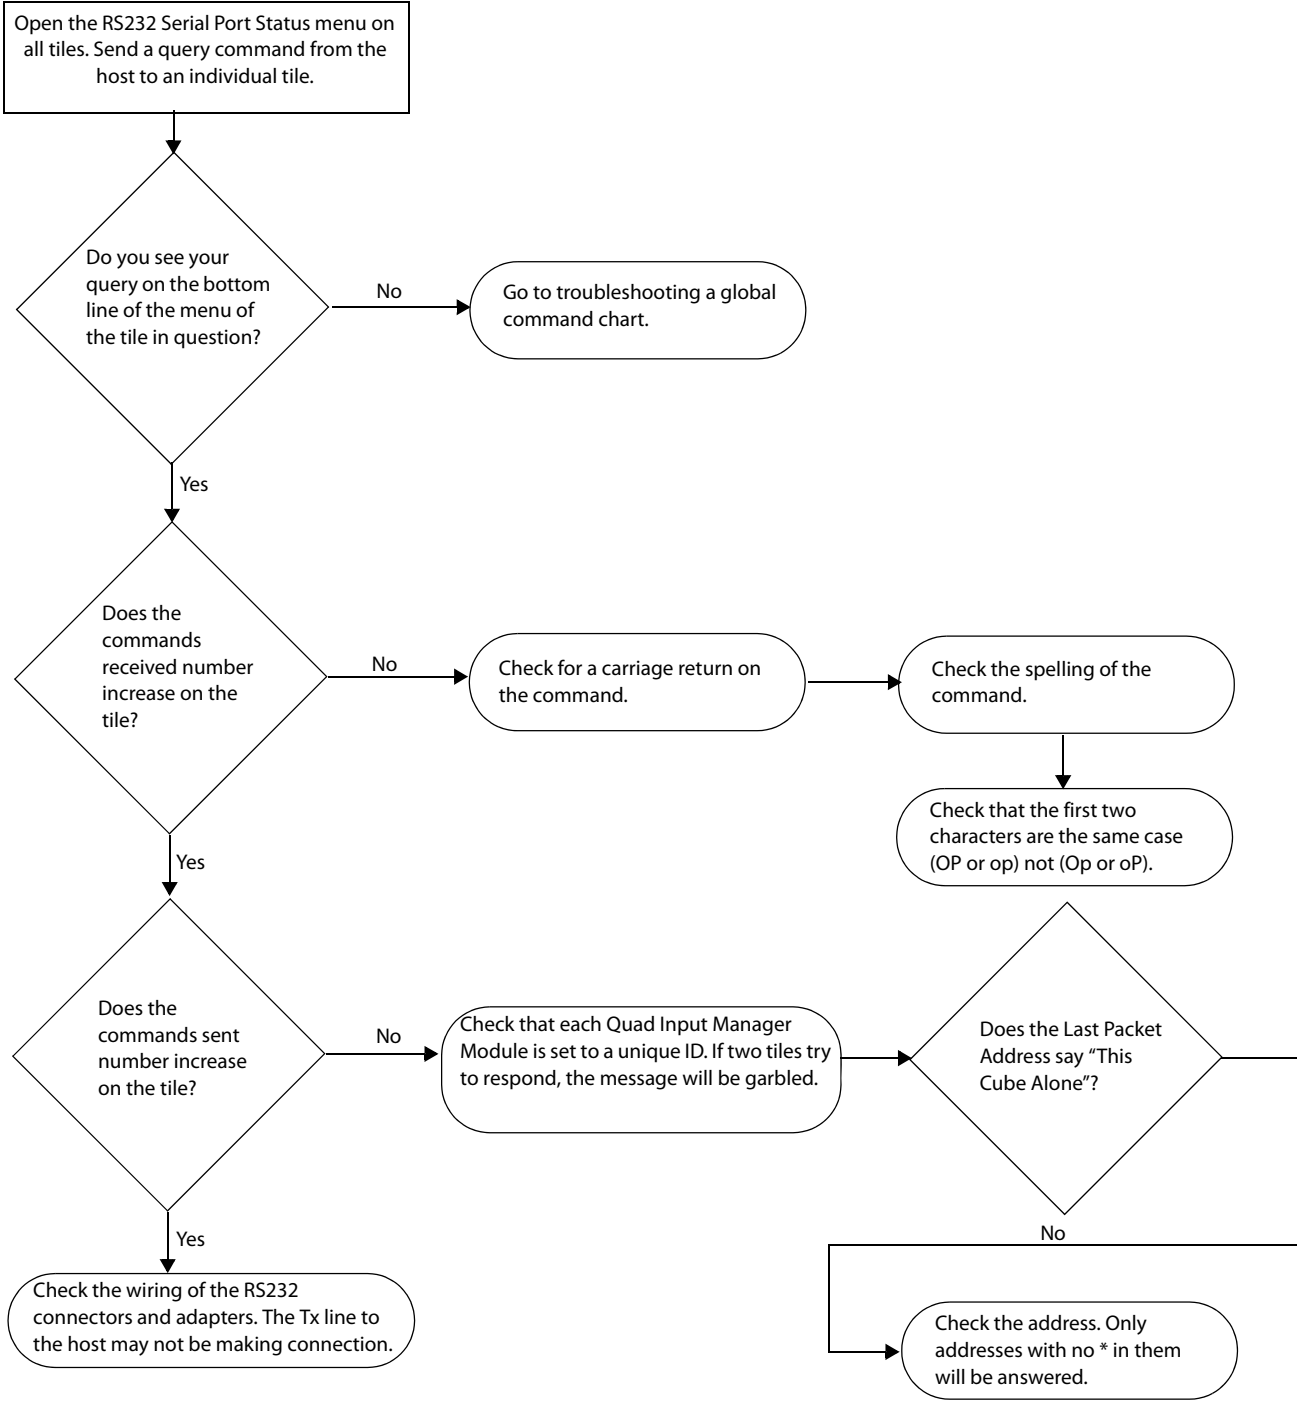 Open the RS232 Serial Port Status menu on
all tiles. Send a query command from the
host to an individual tile.
Do you see your
query on the bottom
line of the menu of
the tile in question?
No
Go to troubleshooting a global
command chart.
Yes
Does the
commands
received number
increase on the
tile?
No
Check for a carriage return on
the command.
Check the spelling of the
command.
Check that the first two
characters are the same case
(OP or op) not (Op or oP).
Yes
Does the
commands sent
number increase
on the tile?
No
Check that each Quad Input Manager
Module is set to a unique ID. If two tiles try
to respond, the message will be garbled.
Does the Last Packet
Address say “This
Cube Alone”?
No
Yes
Check the wiring of the RS232
connectors and adapters. The Tx line to
the host may not be making connection.
Check the address. Only
addresses with no * in them
will be answered.